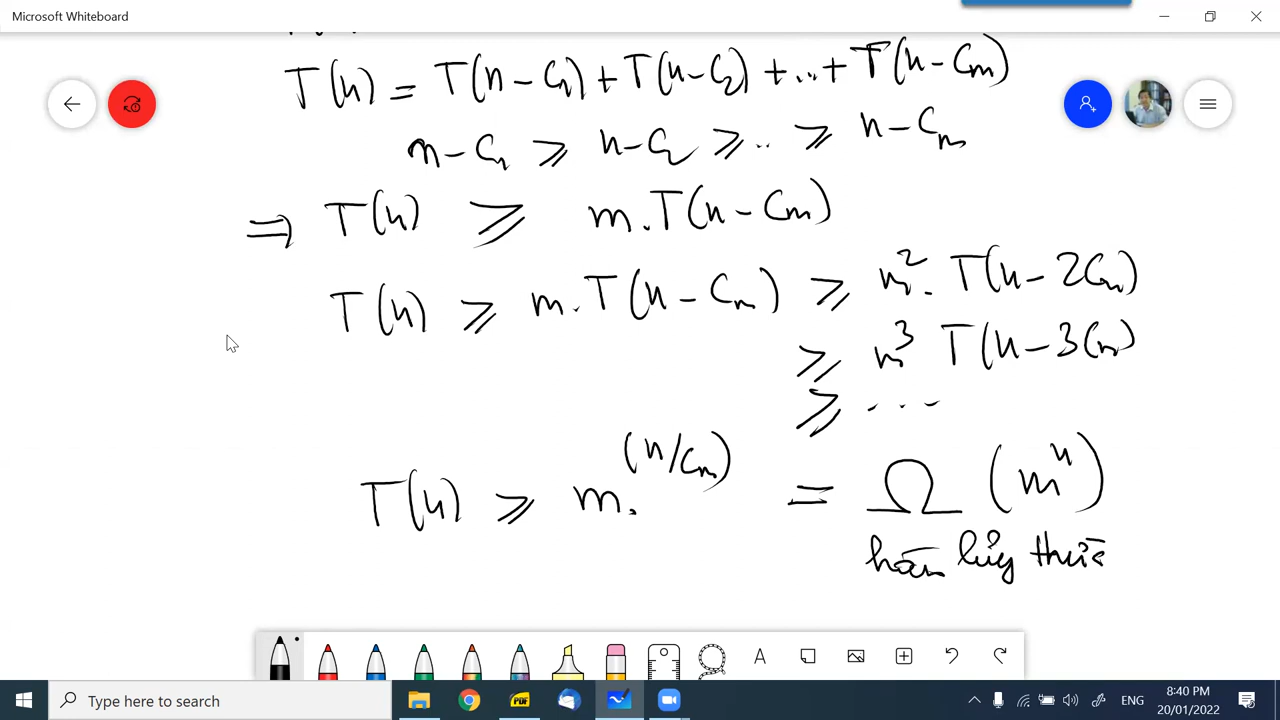 Microsoft Whiteboard
T(n) = T(n-C₁) + T(n-C₂) + ... + T(n-Cₘ)
n-C₁ ⩾ n-C₂ ⩾ .. ⩾ n-Cₘ
=> T(n) ⩾ m.T(n-Cₘ)
T(n) ⩾ m.T(n-Cₘ) ⩾ m². T(n-2Cₘ)
⩾ m³ T(n-3Cₘ)
⩾ ....
T(n) ⩾ m.^(n/Cₘ) = Ω(mⁿ)
hàm lũy thừa
A
Type here to search
PDF
ENG
8:40 PM
20/01/2022